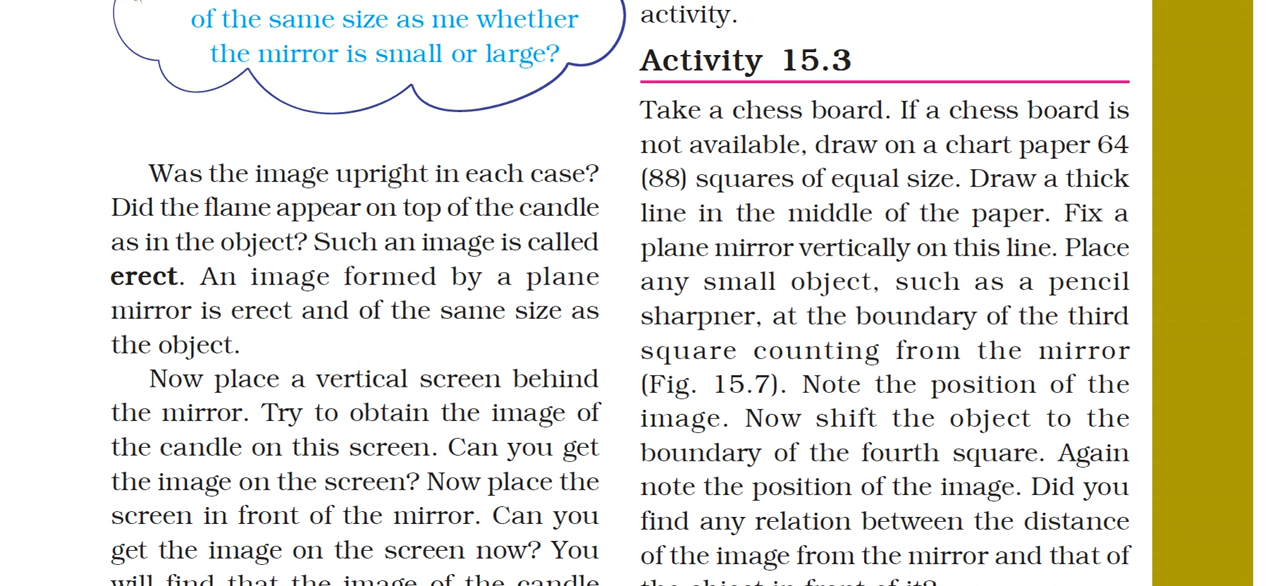 of the same size as me whether
the mirror is small or large?
Was the image upright in each case?
Did the flame appear on top of the candle
as in the object? Such an image is called
erect. An image formed by a plane
mirror is erect and of the same size as
the object.
Now place a vertical screen behind
the mirror. Try to obtain the image of
the candle on this screen. Can you get
the image on the screen? Now place the
screen in front of the mirror. Can you
get the image on the screen now? You
will find that the image of the candle
activity.
Activity 15.3
Take a chess board. If a chess board is
not available, draw on a chart paper 64
(88) squares of equal size. Draw a thick
line in the middle of the paper. Fix a
plane mirror vertically on this line. Place
any small object, such as a pencil
sharpner, at the boundary of the third
square counting from the mirror
(Fig. 15.7). Note the position of the
image. Now shift the object to the
boundary of the fourth square. Again
note the position of the image. Did you
find any relation between the distance
of the image from the mirror and that of
the object in front of it?